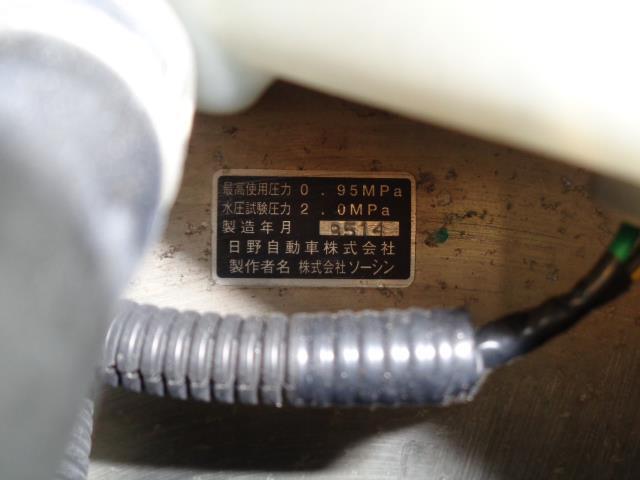 最高使用圧力 0.95MPa
水圧試験圧力 2.0MPa
製造年月 9514
日野自動車株式会社
製作者名 株式会社ソーシン